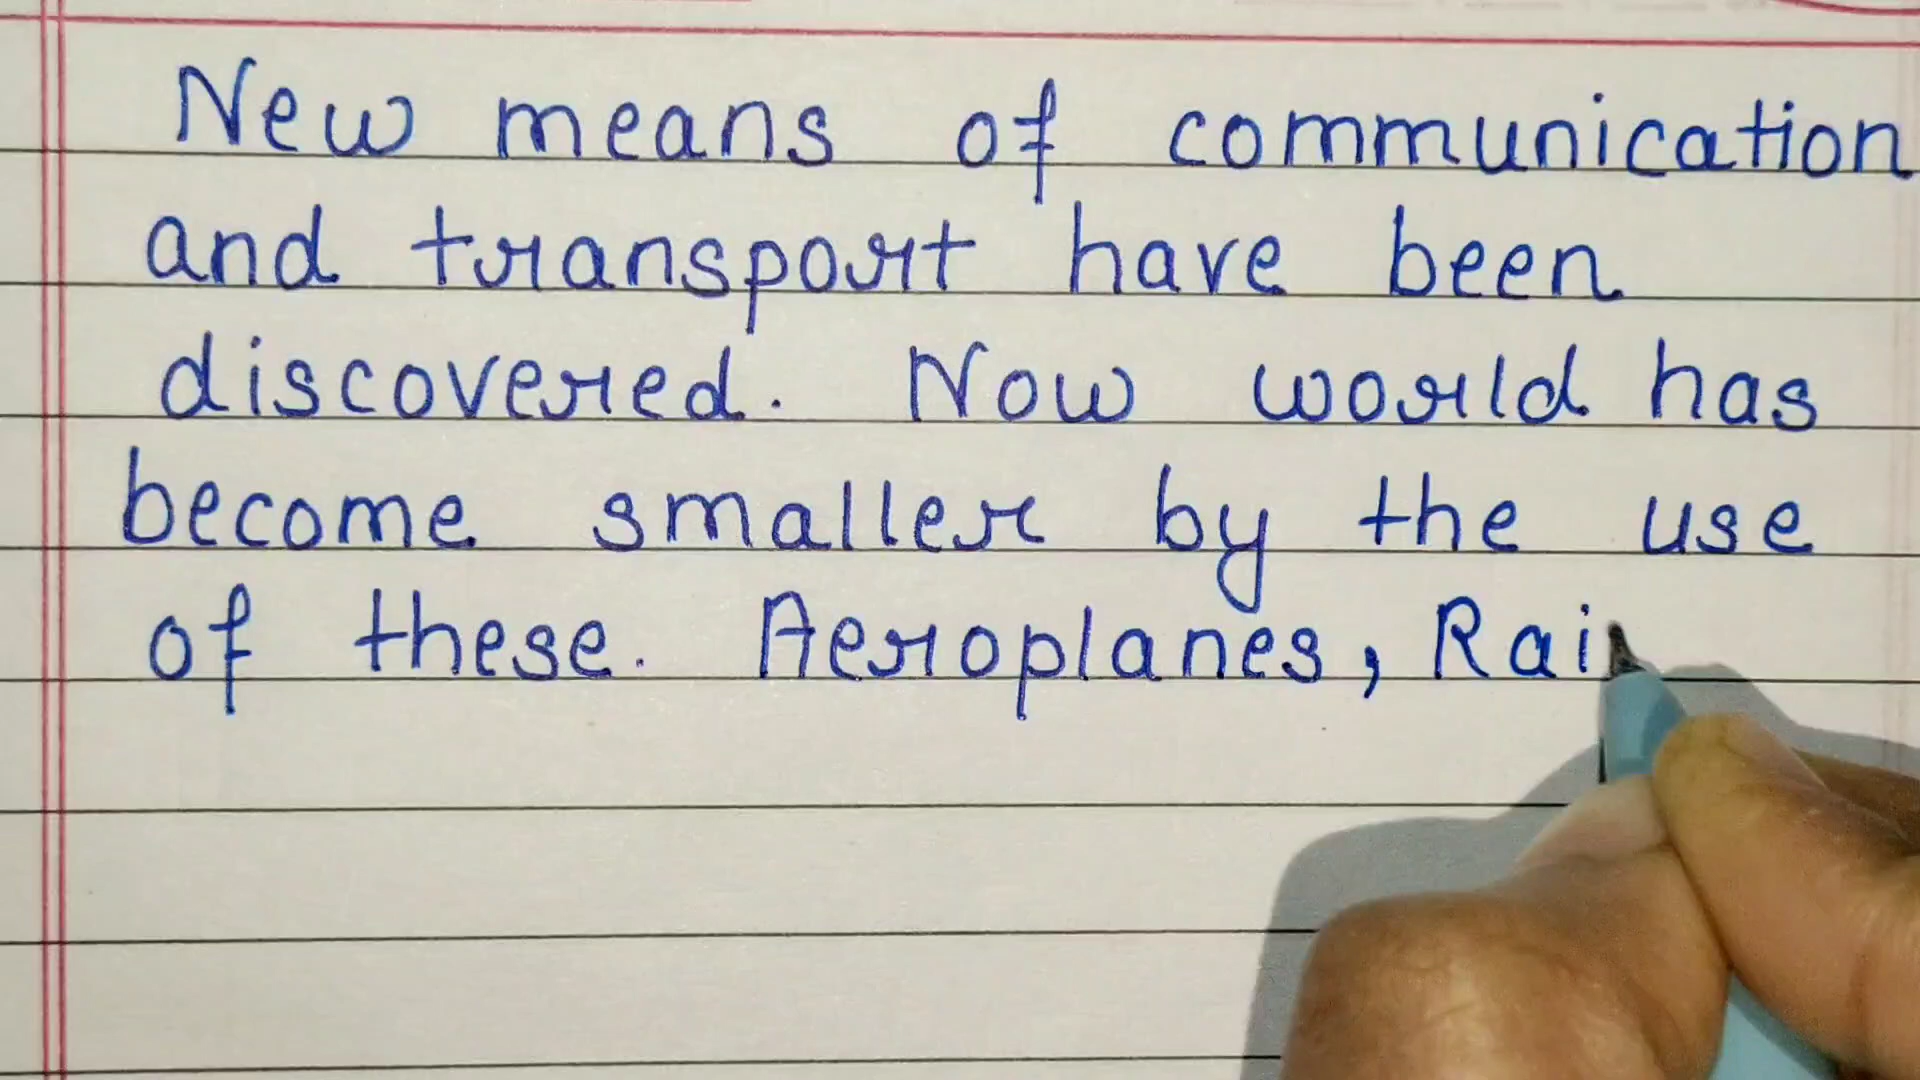 New means of communication
and transport have been
discovered. Now world has
become smaller by the use
of these. Aeroplanes, Rai